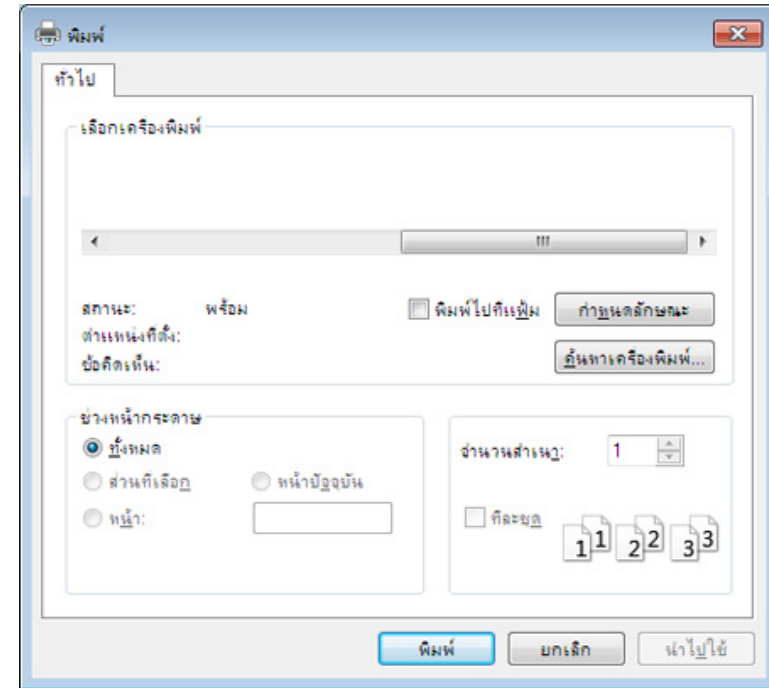 พิมพ์
ทั่วไป
เลือกเครื่องพิมพ์
สถานะ: พร้อม
พิมพ์ไปที่แฟ้ม
กำหนดลักษณะ
ตำแหน่งที่ตั้ง:
ข้อคิดเห็น:
ค้นหาเครื่องพิมพ์...
ช่วงหน้ากระดาษ
ทั้งหมด
จำนวนสำเนา: 1
ส่วนที่เลือก
หน้าปัจจุบัน
หน้า:
ทีละชุด
1 1 2 2 3 3
พิมพ์
ยกเลิก
นำไปใช้